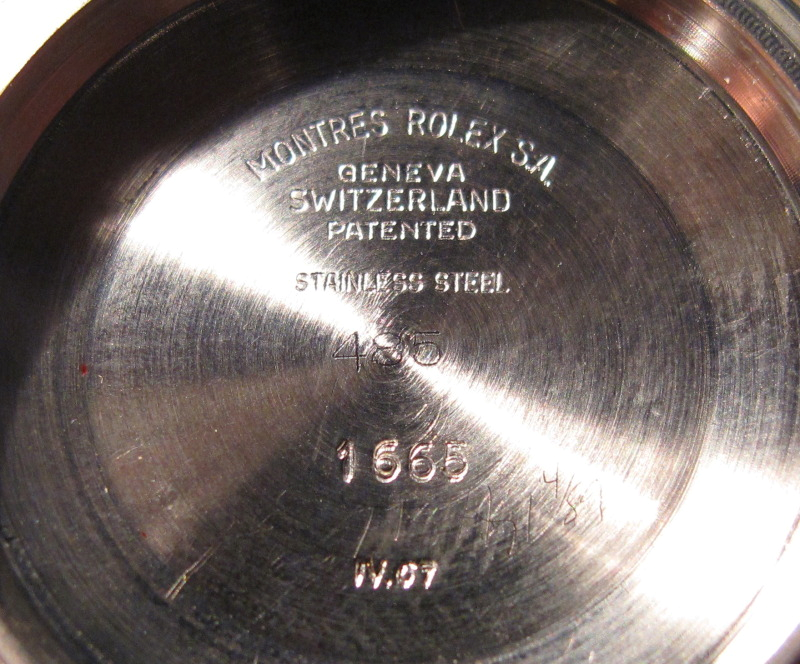 MONTRES ROLEX S.A.
GENEVA
SWITZERLAND
PATENTED
STAINLESS STEEL
485
1665
IV.67